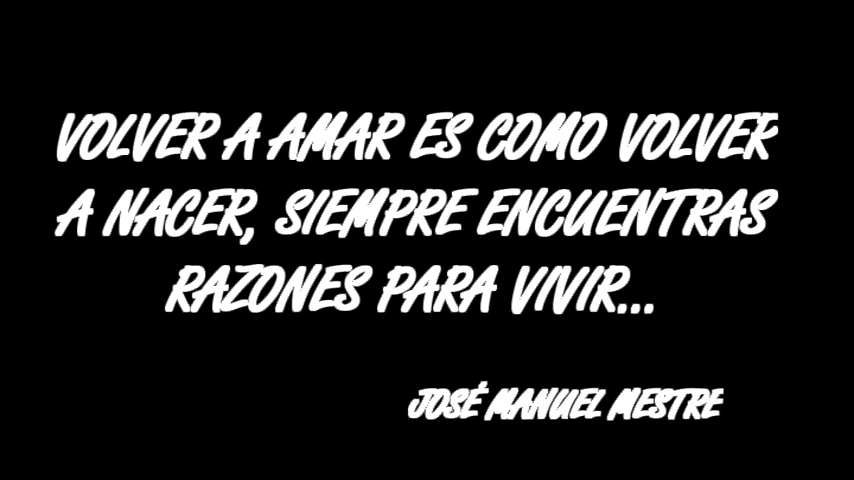 VOLVER A AMAR ES COMO VOLVER
A NACER, SIEMPRE ENCUENTRAS
RAZONES PARA VIVIR...
JOSÉ MANUEL MESTRE